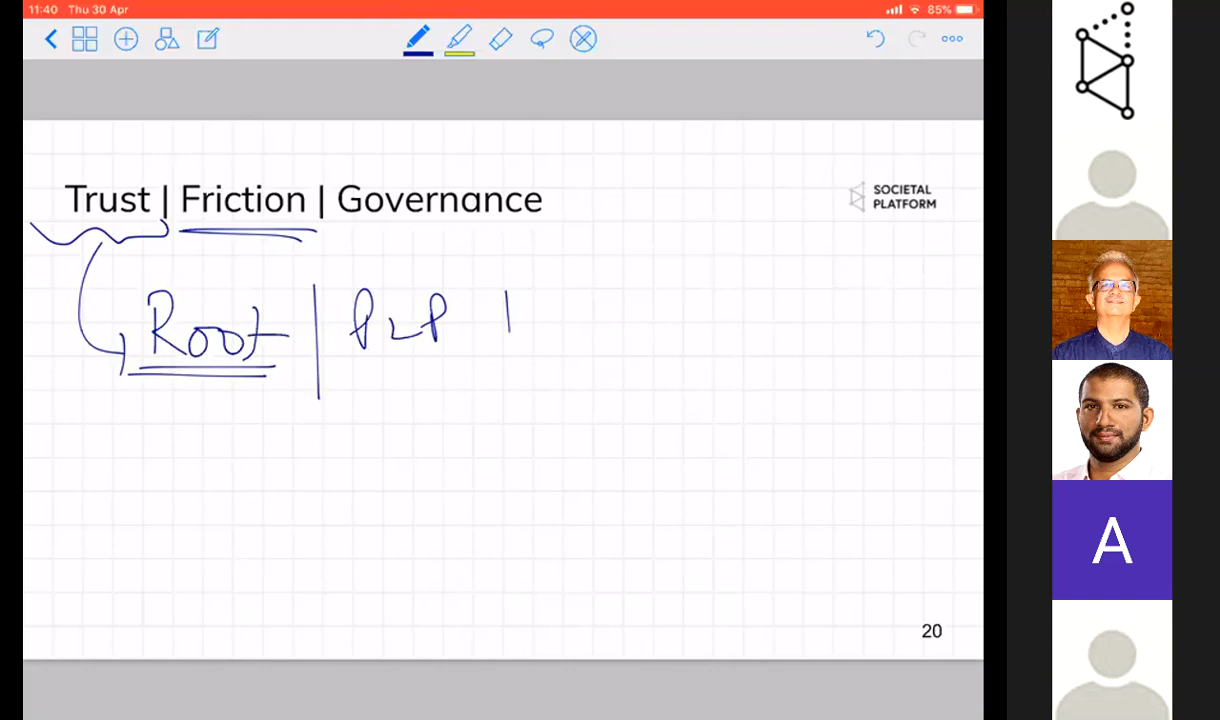 11:40 Thu 30 Apr 85%
Trust | Friction | Governance
SOCIETAL
PLATFORM
Root | P2P |
A
20